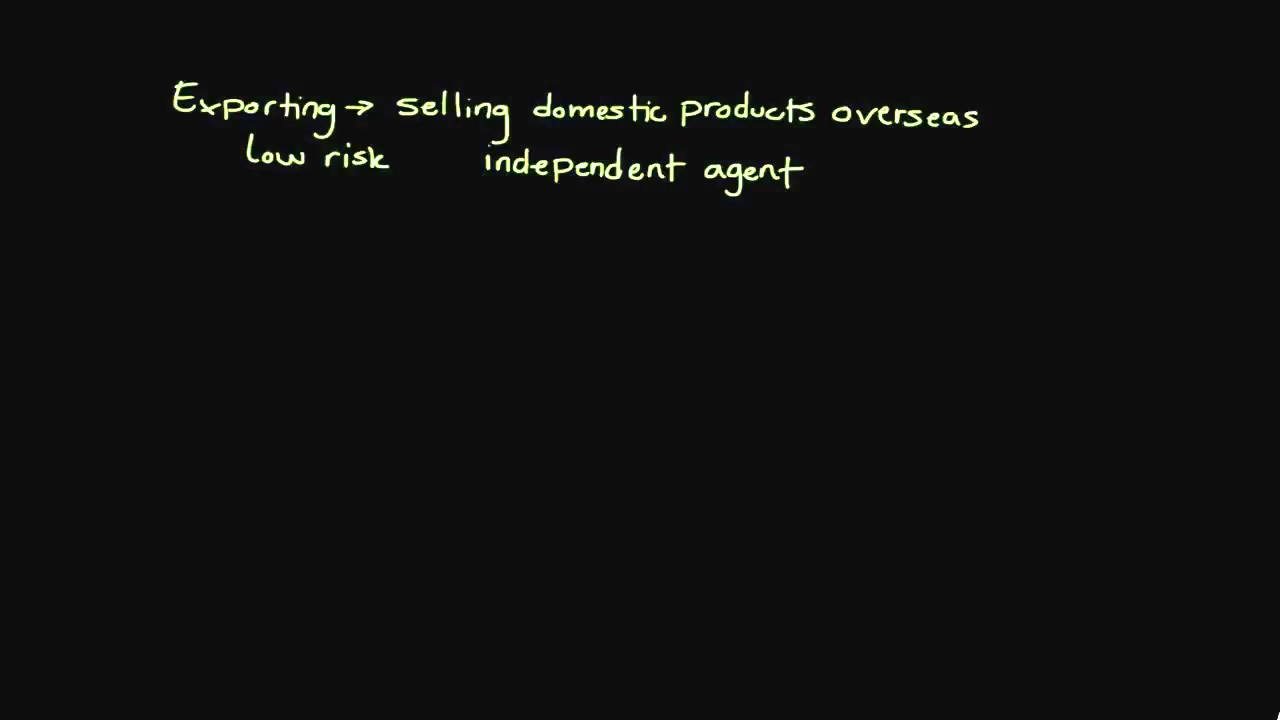 Exporting → selling domestic products overseas
low risk independent agent